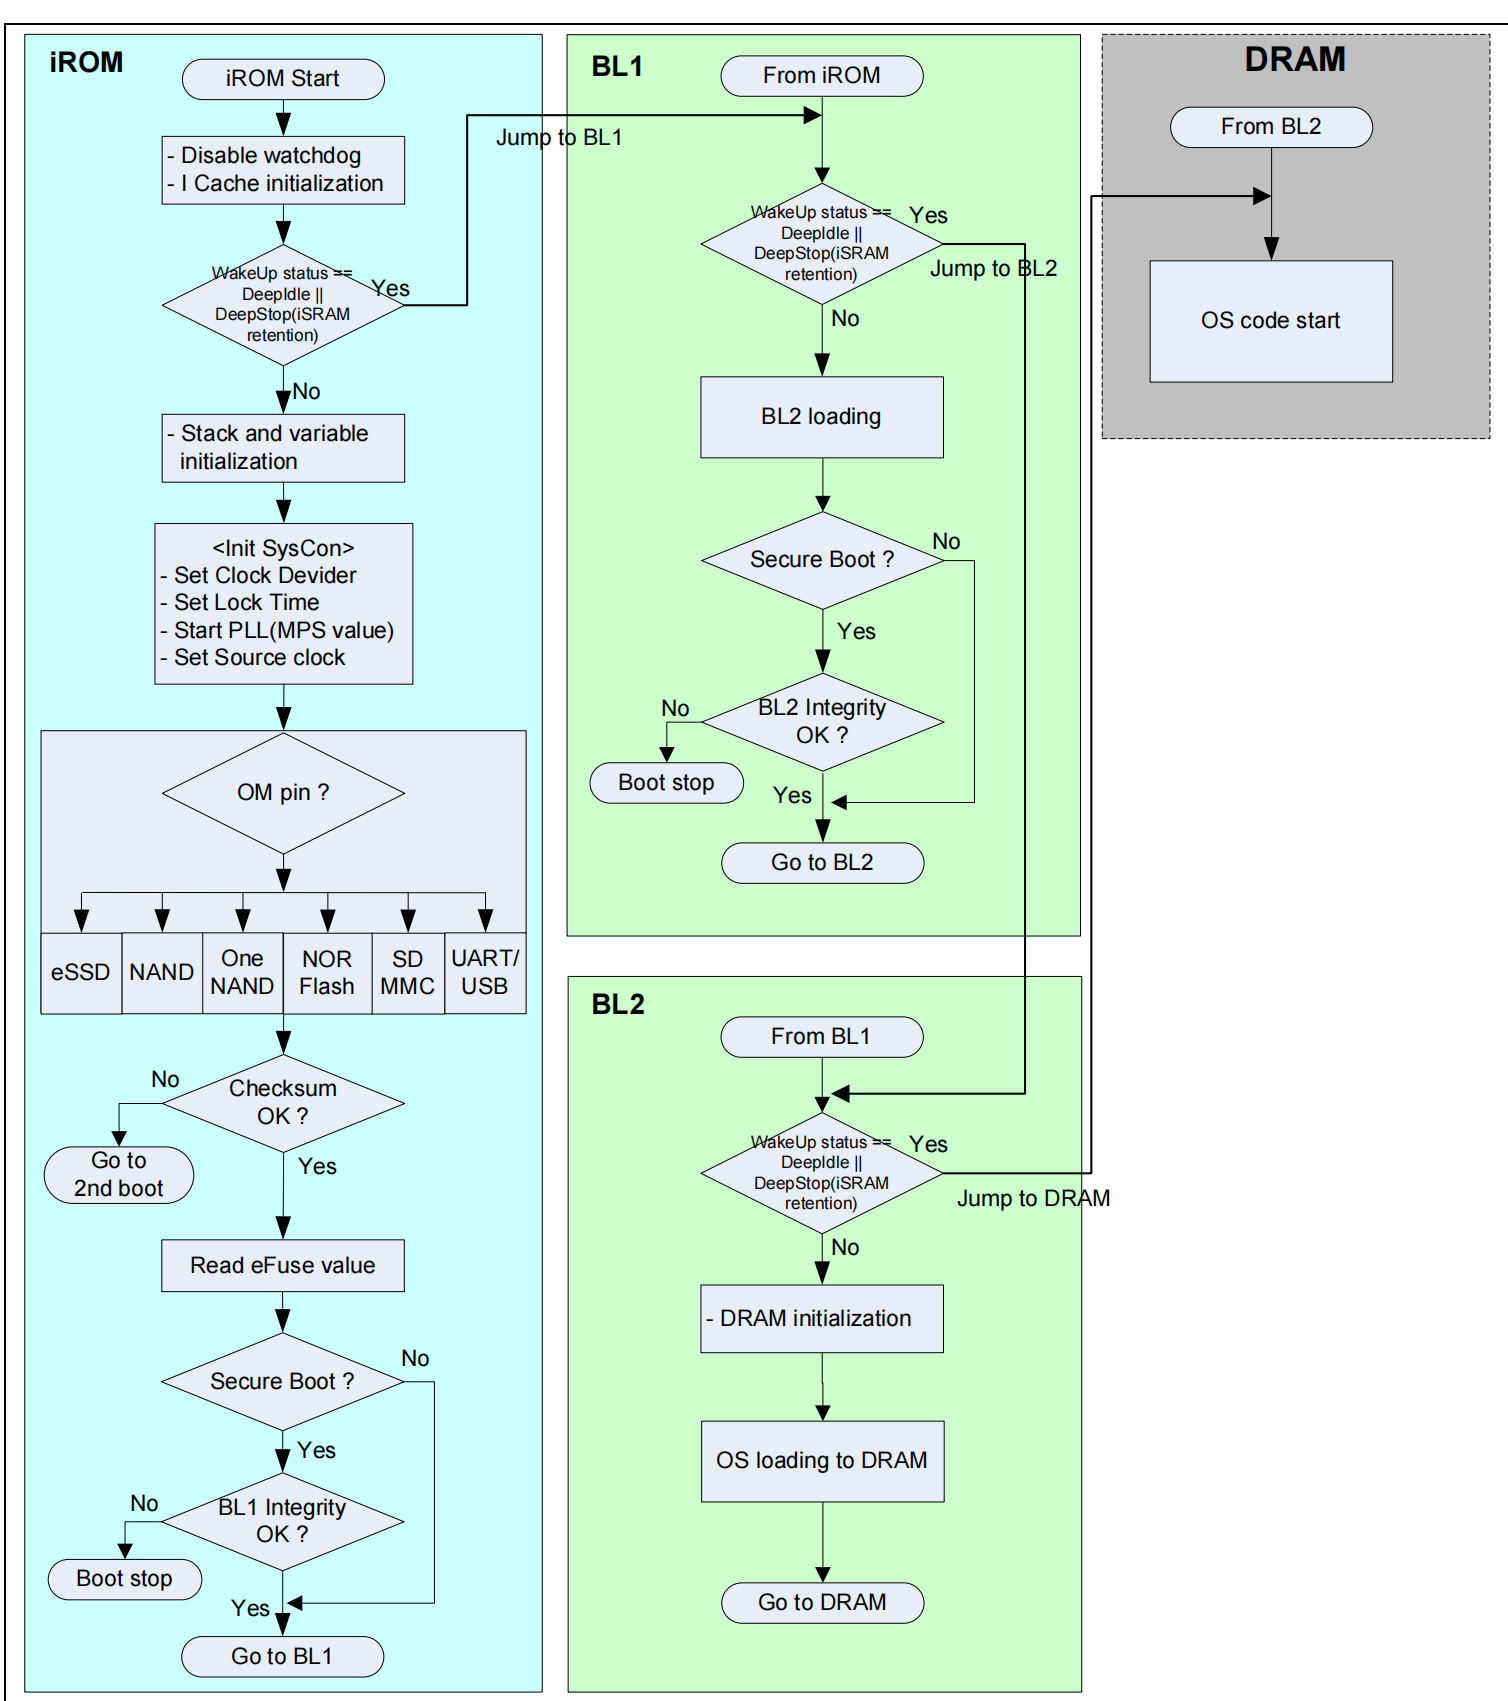 iROM
iROM Start
- Disable watchdog
- I Cache initialization
WakeUp status ==
DeepIdle ||
DeepStop(iSRAM
retention)
Yes
Jump to BL1
No
- Stack and variable
initialization
<Init SysCon>
- Set Clock Devider
- Set Lock Time
- Start PLL(MPS value)
- Set Source clock
OM pin ?
eSSD
NAND
One
NAND
NOR
Flash
SD
MMC
UART/
USB
Checksum
OK ?
No
Go to
2nd boot
Yes
Read eFuse value
Secure Boot ?
No
Yes
BL1 Integrity
OK ?
No
Boot stop
Yes
Go to BL1
BL1
From iROM
WakeUp status ==
DeepIdle ||
DeepStop(iSRAM
retention)
Yes
Jump to BL2
No
BL2 loading
Secure Boot ?
No
Yes
BL2 Integrity
OK ?
No
Boot stop
Yes
Go to BL2
BL2
From BL1
WakeUp status ==
DeepIdle ||
DeepStop(iSRAM
retention)
Yes
Jump to DRAM
No
- DRAM initialization
OS loading to DRAM
Go to DRAM
DRAM
From BL2
OS code start